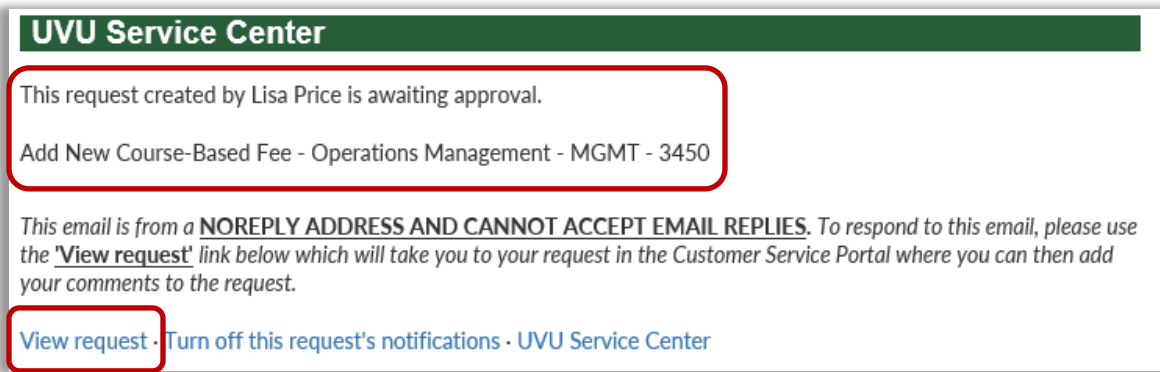 UVU Service Center
This request created by Lisa Price is awaiting approval.
Add New Course-Based Fee - Operations Management - MGMT - 3450
This email is from a NOREPLY ADDRESS AND CANNOT ACCEPT EMAIL REPLIES. To respond to this email, please use
the 'View request' link below which will take you to your request in the Customer Service Portal where you can then add
your comments to the request.
View request · Turn off this request's notifications · UVU Service Center